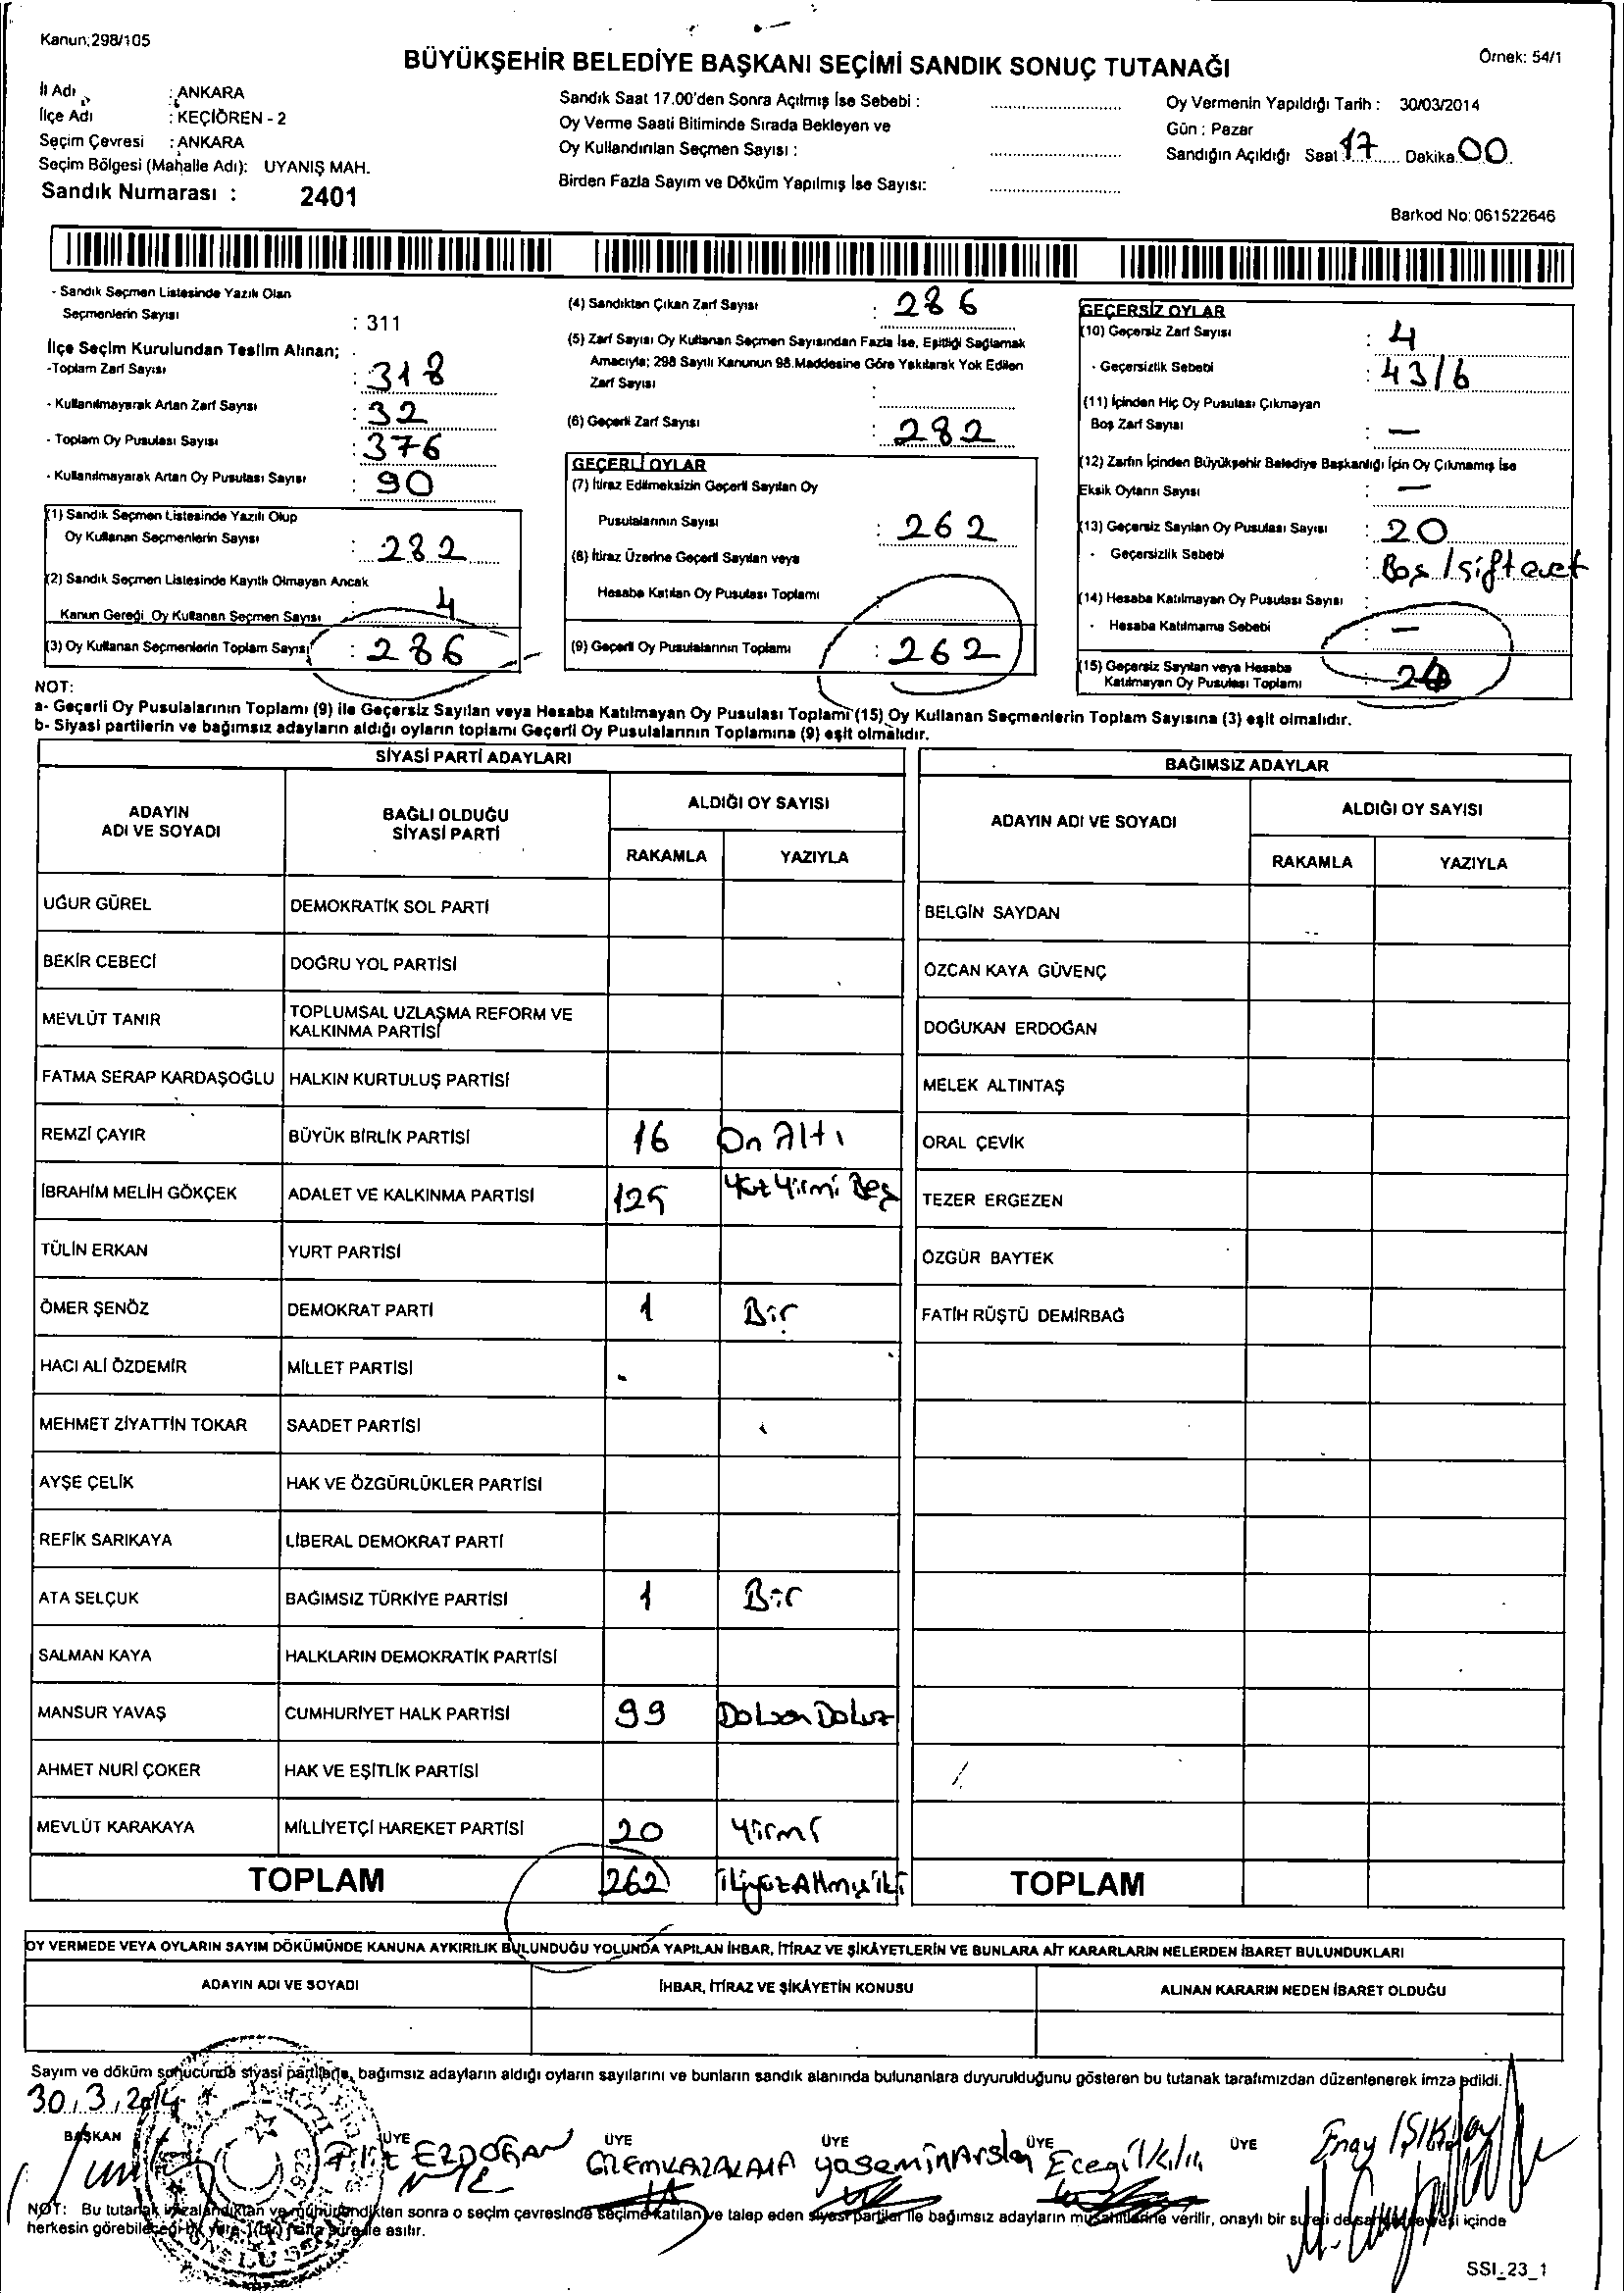 Kanun;298/105
Örnek: 54/1
BÜYÜKŞEHİR BELEDİYE BAŞKANI SEÇİMİ SANDIK SONUÇ TUTANAĞI
İl Adı : ANKARA
İlçe Adı : KEÇİÖREN - 2
Seçim Çevresi : ANKARA
Seçim Bölgesi (Mahalle Adı): UYANIŞ MAH.
Sandık Numarası : 2401
Sandık Saat 17.00'den Sonra Açılmış İse Sebebi :
Oy Verme Saati Bitiminde Sırada Bekleyen ve
Oy Kullandırılan Seçmen Sayısı :
Birden Fazla Sayım ve Döküm Yapılmış İse Sayısı:
Oy Vermenin Yapıldığı Tarih : 30/03/2014
Gün : Pazar
Sandığın Açıldığı Saat 17 Dakika 00
Barkod No: 061522646
- Sandık Seçmen Listesinde Yazılı Olan
Seçmenlerin Sayısı : 311
İlçe Seçim Kurulundan Teslim Alınan;
-Toplam Zarf Sayısı : 318
- Kullanılmayarak Artan Zarf Sayısı : 32
- Toplam Oy Pusulası Sayısı : 376
- Kullanılmayarak Artan Oy Pusulası Sayısı : 90
(1) Sandık Seçmen Listesinde Yazılı Olup
Oy Kullanan Seçmenlerin Sayısı : 282
(2) Sandık Seçmen Listesinde Kayıtlı Olmayan Ancak
Kanun Gereği Oy Kullanan Seçmen Sayısı : 4
(3) Oy Kullanan Seçmenlerin Toplam Sayısı : 286
(4) Sandıktan Çıkan Zarf Sayısı : 286
(5) Zarf Sayısı Oy Kullanan Seçmen Sayısından Fazla İse, Eşitliği Sağlamak
Amacıyla; 298 Sayılı Kanunun 98.Maddesine Göre Yakılarak Yok Edilen
Zarf Sayısı :
(6) Geçerli Zarf Sayısı : 282
GEÇERLİ OYLAR
(7) İtiraz Edilmeksizin Geçerli Sayılan Oy
Pusulalarının Sayısı : 262
(8) İtiraz Üzerine Geçerli Sayılan veya
Hesaba Katılan Oy Pusulası Toplamı :
(9) Geçerli Oy Pusulalarının Toplamı : 262
GEÇERSİZ OYLAR
(10) Geçersiz Zarf Sayısı : 4
- Geçersizlik Sebebi : 43/6
(11) İçinden Hiç Oy Pusulası Çıkmayan
Boş Zarf Sayısı : —
(12) Zarfın İçinden Büyükşehir Belediye Başkanlığı İçin Oy Çıkmamış İse
Eksik Oyların Sayısı : —
(13) Geçersiz Sayılan Oy Pusulası Sayısı : 20
- Geçersizlik Sebebi : Boş / çift evet
(14) Hesaba Katılmayan Oy Pusulası Sayısı :
- Hesaba Katılmama Sebebi : —
(15) Geçersiz Sayılan veya Hesaba
Katılmayan Oy Pusulası Toplamı
NOT:
a- Geçerli Oy Pusulalarının Toplamı (9) ile Geçersiz Sayılan veya Hesaba Katılmayan Oy Pusulası Toplamı (15) Oy Kullanan Seçmenlerin Toplam Sayısına (3) eşit olmalıdır.
b- Siyasi partilerin ve bağımsız adayların aldığı oyların toplamı Geçerli Oy Pusulalarının Toplamına (9) eşit olmalıdır.
SİYASİ PARTİ ADAYLARI
ADAYIN ADI VE SOYADI BAĞLI OLDUĞU SİYASİ PARTİ ALDIĞI OY SAYISI
RAKAMLA YAZIYLA
UĞUR GÜREL DEMOKRATİK SOL PARTİ
BEKİR CEBECİ DOĞRU YOL PARTİSİ
MEVLÜT TANIR TOPLUMSAL UZLAŞMA REFORM VE KALKINMA PARTİSİ
FATMA SERAP KARDAŞOĞLU HALKIN KURTULUŞ PARTİSİ
REMZİ ÇAYIR BÜYÜK BİRLİK PARTİSİ 16 On Altı
İBRAHİM MELİH GÖKÇEK ADALET VE KALKINMA PARTİSİ 125 Yüz Yirmi Beş
TÜLİN ERKAN YURT PARTİSİ
ÖMER ŞENÖZ DEMOKRAT PARTİ 1 Bir
HACI ALİ ÖZDEMİR MİLLET PARTİSİ
MEHMET ZİYATTİN TOKAR SAADET PARTİSİ
AYŞE ÇELİK HAK VE ÖZGÜRLÜKLER PARTİSİ
REFİK SARIKAYA LİBERAL DEMOKRAT PARTİ
ATA SELÇUK BAĞIMSIZ TÜRKİYE PARTİSİ 1 Bir
SALMAN KAYA HALKLARIN DEMOKRATİK PARTİSİ
MANSUR YAVAŞ CUMHURİYET HALK PARTİSİ 99 Doksan Dokuz
AHMET NURİ ÇOKER HAK VE EŞİTLİK PARTİSİ
MEVLÜT KARAKAYA MİLLİYETÇİ HAREKET PARTİSİ 20 Yirmi
TOPLAM 262 ikiyüzAltmışiki
BAĞIMSIZ ADAYLAR
ADAYIN ADI VE SOYADI ALDIĞI OY SAYISI
RAKAMLA YAZIYLA
BELGİN SAYDAN
ÖZCAN KAYA GÜVENÇ
DOĞUKAN ERDOĞAN
MELEK ALTINTAŞ
ORAL ÇEVİK
TEZER ERGEZEN
ÖZGÜR BAYTEK
FATİH RÜŞTÜ DEMİRBAĞ
TOPLAM
OY VERMEDE VEYA OYLARIN SAYIM DÖKÜMÜNDE KANUNA AYKIRILIK BULUNDUĞU YOLUNDA YAPILAN İHBAR, İTİRAZ VE ŞİKÂYETLERİN VE BUNLARA AİT KARARLARIN NELERDEN İBARET BULUNDUKLARI
ADAYIN ADI VE SOYADI İHBAR, İTİRAZ VE ŞİKÂYETİN KONUSU ALINAN KARARIN NEDEN İBARET OLDUĞU
Sayım ve döküm sonucunda siyasi partilerle, bağımsız adayların aldığı oyların sayılarını ve bunların sandık alanında bulunanlara duyurulduğunu gösteren bu tutanak tarafımızdan düzenlenerek imza edildi.
30.3.2014
BAŞKAN ÜYE ÜYE ÜYE ÜYE ÜYE
ERDOĞAN Yasemin Arslan
NOT: Bu tutanak imzalandıktan ve mühürlendikten sonra o seçim çevresinde seçime katılan ve talep eden siyasi partiler ile bağımsız adayların müşahitlerine verilir, onaylı bir sureti de sandık çevresi içinde
herkesin görebileceği bir yere 1(bir) hafta süre ile asılır.
SSI_23_1